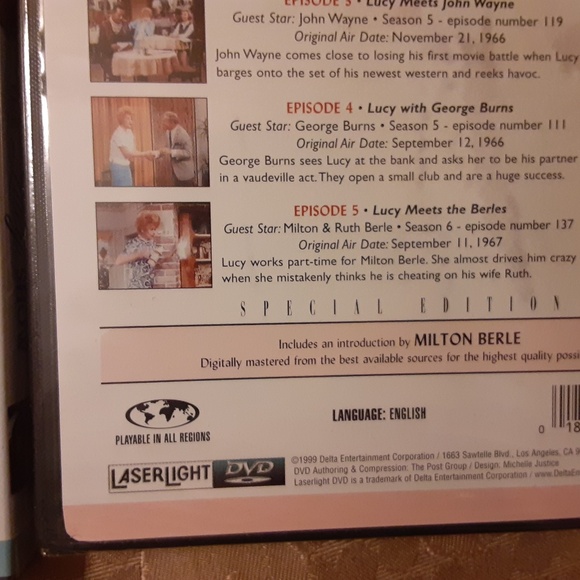 EPISODE 3 • Lucy Meets John Wayne
Guest Star: John Wayne • Season 5 - episode number 119
Original Air Date: November 21, 1966
John Wayne comes close to losing his first movie battle when Lucy
barges onto the set of his newest western and reeks havoc.
EPISODE 4 • Lucy with George Burns
Guest Star: George Burns • Season 5 - episode number 111
Original Air Date: September 12, 1966
George Burns sees Lucy at the bank and asks her to be his partner
in a vaudeville act. They open a small club and are a huge success.
EPISODE 5 • Lucy Meets the Berles
Guest Star: Milton & Ruth Berle • Season 6 - episode number 137
Original Air Date: September 11, 1967
Lucy works part-time for Milton Berle. She almost drives him crazy
when she mistakenly thinks he is cheating on his wife Ruth.
SPECIAL EDITION
Includes an introduction by MILTON BERLE
Digitally mastered from the best available sources for the highest quality possi
PLAYABLE IN ALL REGIONS
LANGUAGE: ENGLISH
0 18
LASERLIGHT DVD
©1999 Delta Entertainment Corporation / 1663 Sawtelle Blvd., Los Angeles, CA 9
DVD Authoring & Compression: The Post Group / Design: Michelle Justice
Laserlight DVD is a trademark of Delta Entertainment Corporation / www.DeltaEn